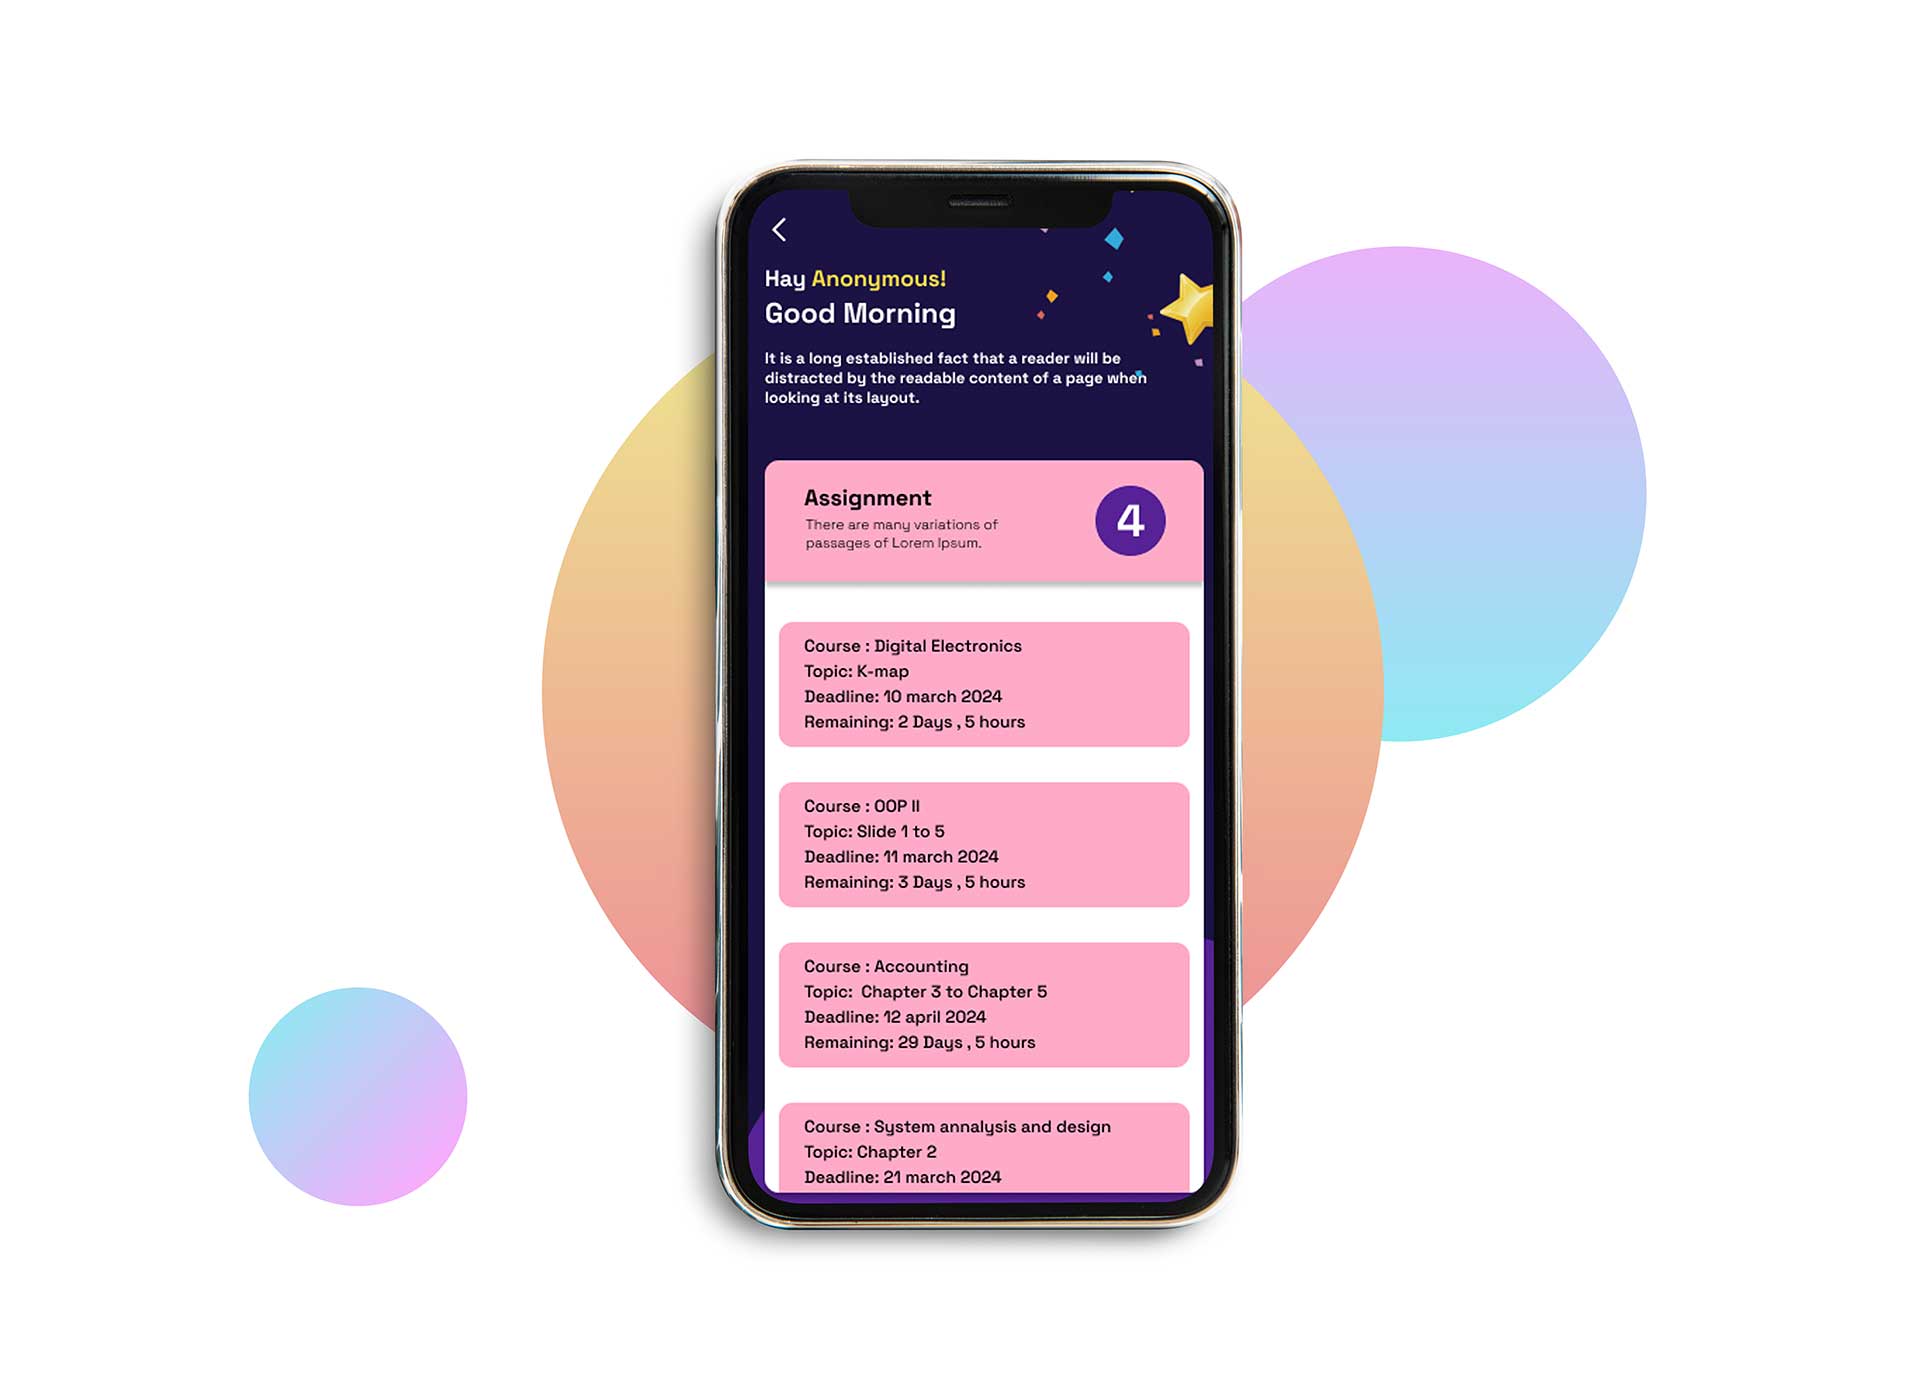 Hay Anonymous!
Good Morning
It is a long established fact that a reader will be
distracted by the readable content of a page when
looking at its layout.
Assignment
There are many variations of
passages of Lorem Ipsum.
4
Course : Digital Electronics
Topic: K-map
Deadline: 10 march 2024
Remaining: 2 Days , 5 hours
Course : OOP II
Topic: Slide 1 to 5
Deadline: 11 march 2024
Remaining: 3 Days , 5 hours
Course : Accounting
Topic:  Chapter 3 to Chapter 5
Deadline: 12 april 2024
Remaining: 29 Days , 5 hours
Course : System annalysis and design
Topic: Chapter 2
Deadline: 21 march 2024